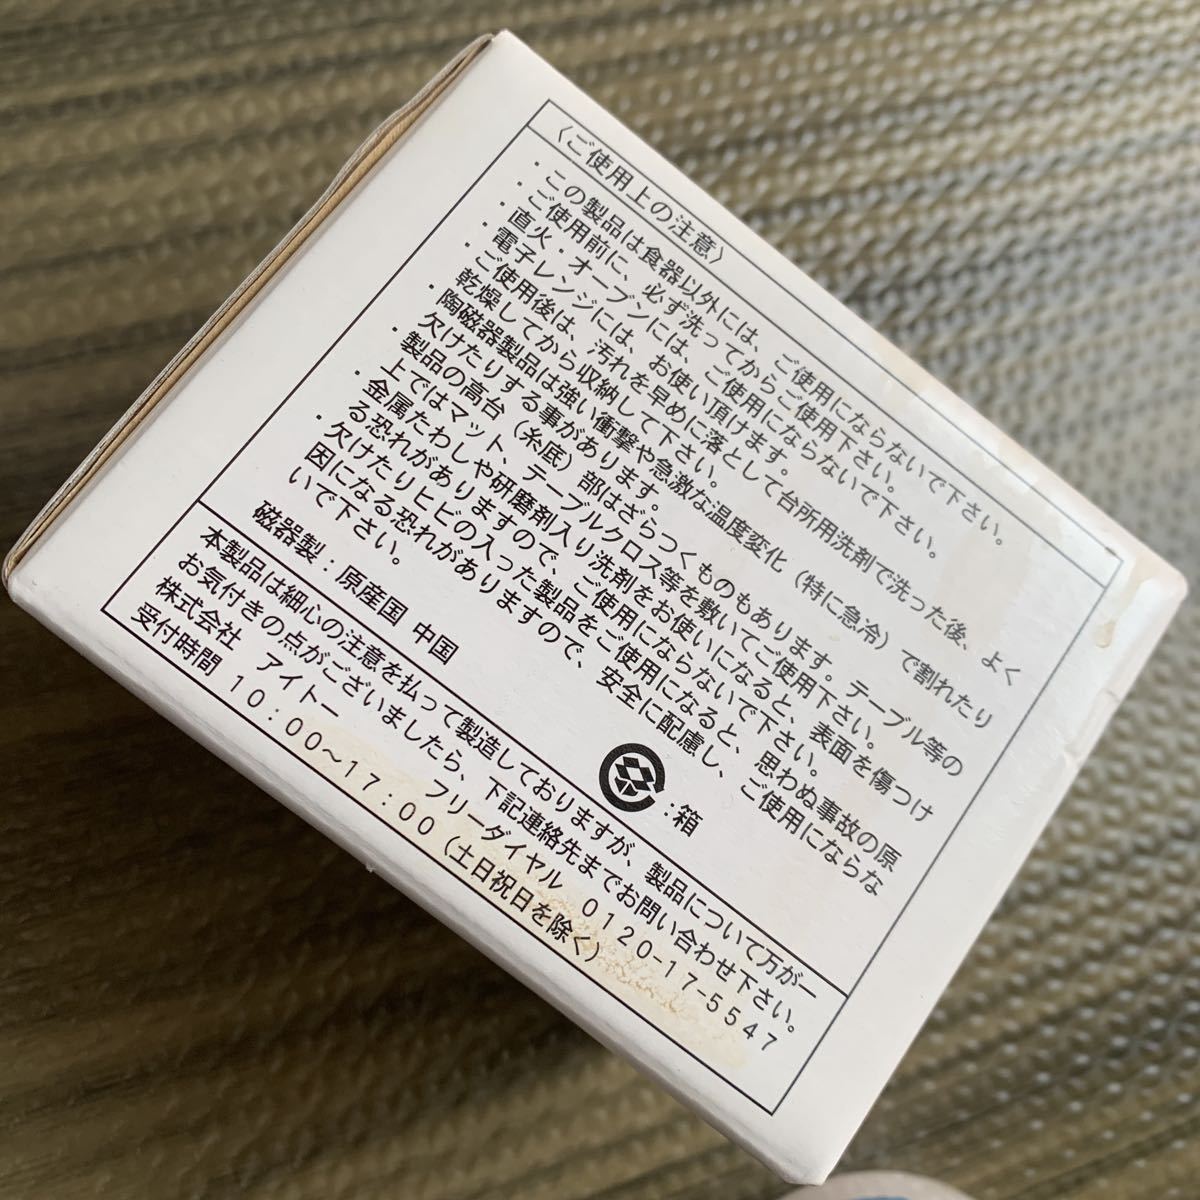 〈ご使用上の注意〉
・この製品は食器以外には、ご使用にならないで下さい。
・ご使用前に、必ず洗ってからご使用下さい。
・直火・オーブンには、ご使用にならないで下さい。
・電子レンジには、お使い頂けます。
・ご使用後は、汚れを早めに落として台所用洗剤で洗った後、よく
乾燥してから収納して下さい。
・陶磁器製品は強い衝撃や急激な温度変化（特に急冷）で割れたり
欠けたりする事があります。
・製品の高台（糸底）部はざらつくものもあります。テーブル等の
上ではマット、テーブルクロス等を敷いてご使用下さい。
・金属たわしや研磨剤入り洗剤をお使いになると、表面を傷つけ
る恐れがありますので、ご使用にならないで下さい。
・欠けたりヒビの入った製品をご使用になると、思わぬ事故の原
因になる恐れがありますので、安全に配慮し、ご使用にならな
いで下さい。
磁器製：原産国 中国
：箱
本製品は細心の注意を払って製造しておりますが、製品について万が一
お気付きの点がございましたら、下記連絡先までお問い合わせ下さい。
株式会社 アイトー フリーダイヤル 0120-17-5547
受付時間 10：00～17：00（土日祝日を除く）